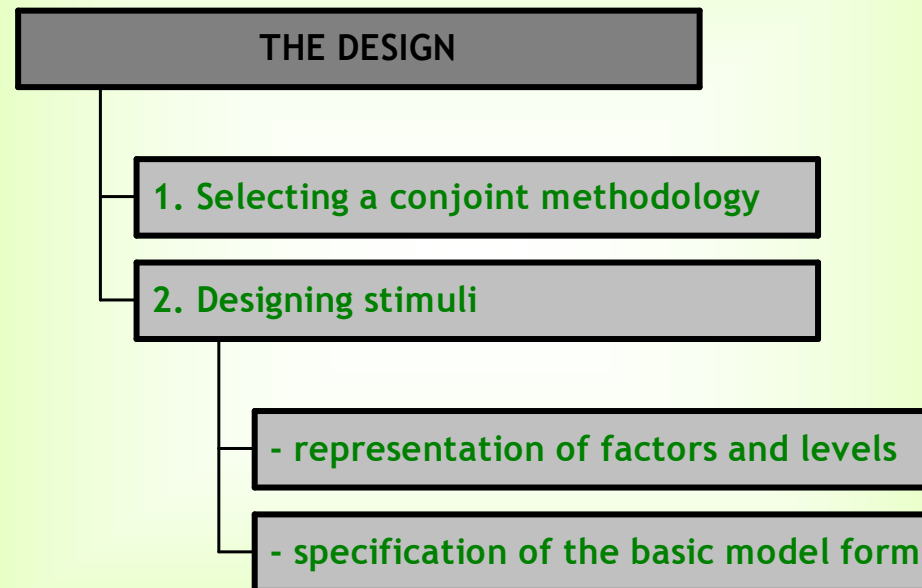 THE DESIGN
1. Selecting a conjoint methodology
2. Designing stimuli
- representation of factors and levels
- specification of the basic model form